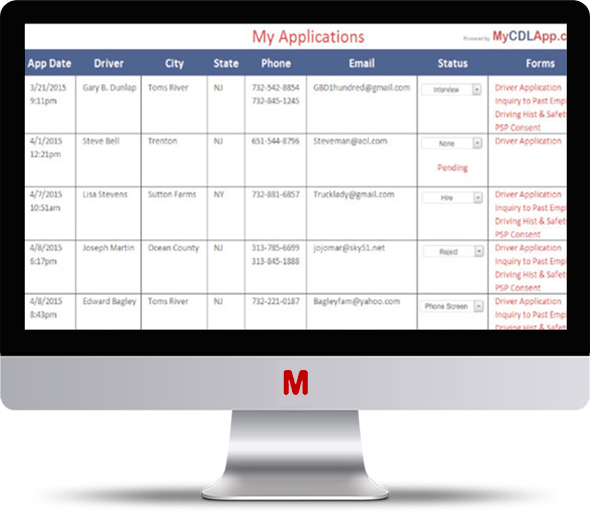 My Applications
Powered by MyCDLApp.c
App Date Driver City State Phone Email Status Forms
3/21/2015 Gary B. Dunlap Toms River NJ 732-542-8854 GBD1hundred@gmail.com Interview Driver Application
9:11pm 732-845-1245 Inquiry to Past Empl
Driving Hist & Safet
PSP Consent
4/1/2015 Steve Bell Trenton NJ 651-544-8796 Steveman@aol.com None Driver Application
12:21pm
Pending
4/7/2015 Lisa Stevens Sutton Farms NY 732-881-6857 Trucklady@gmail.com Hire Driver Application
10:51am Inquiry to Past Empl
Driving Hist & Safet
PSP Consent
4/8/2015 Joseph Martin Ocean County NJ 313-785-6699 jojomar@sky51.net Reject Driver Application
6:17pm 313-845-1888 Inquiry to Past Empl
Driving Hist & Safet
PSP Consent
4/8/2015 Edward Bagley Toms River NJ 732-221-0187 Bagleyfam@yahoo.com Phone Screen Driver Application
8:43pm Inquiry to Past Empl
Driving Hist & Safet
M